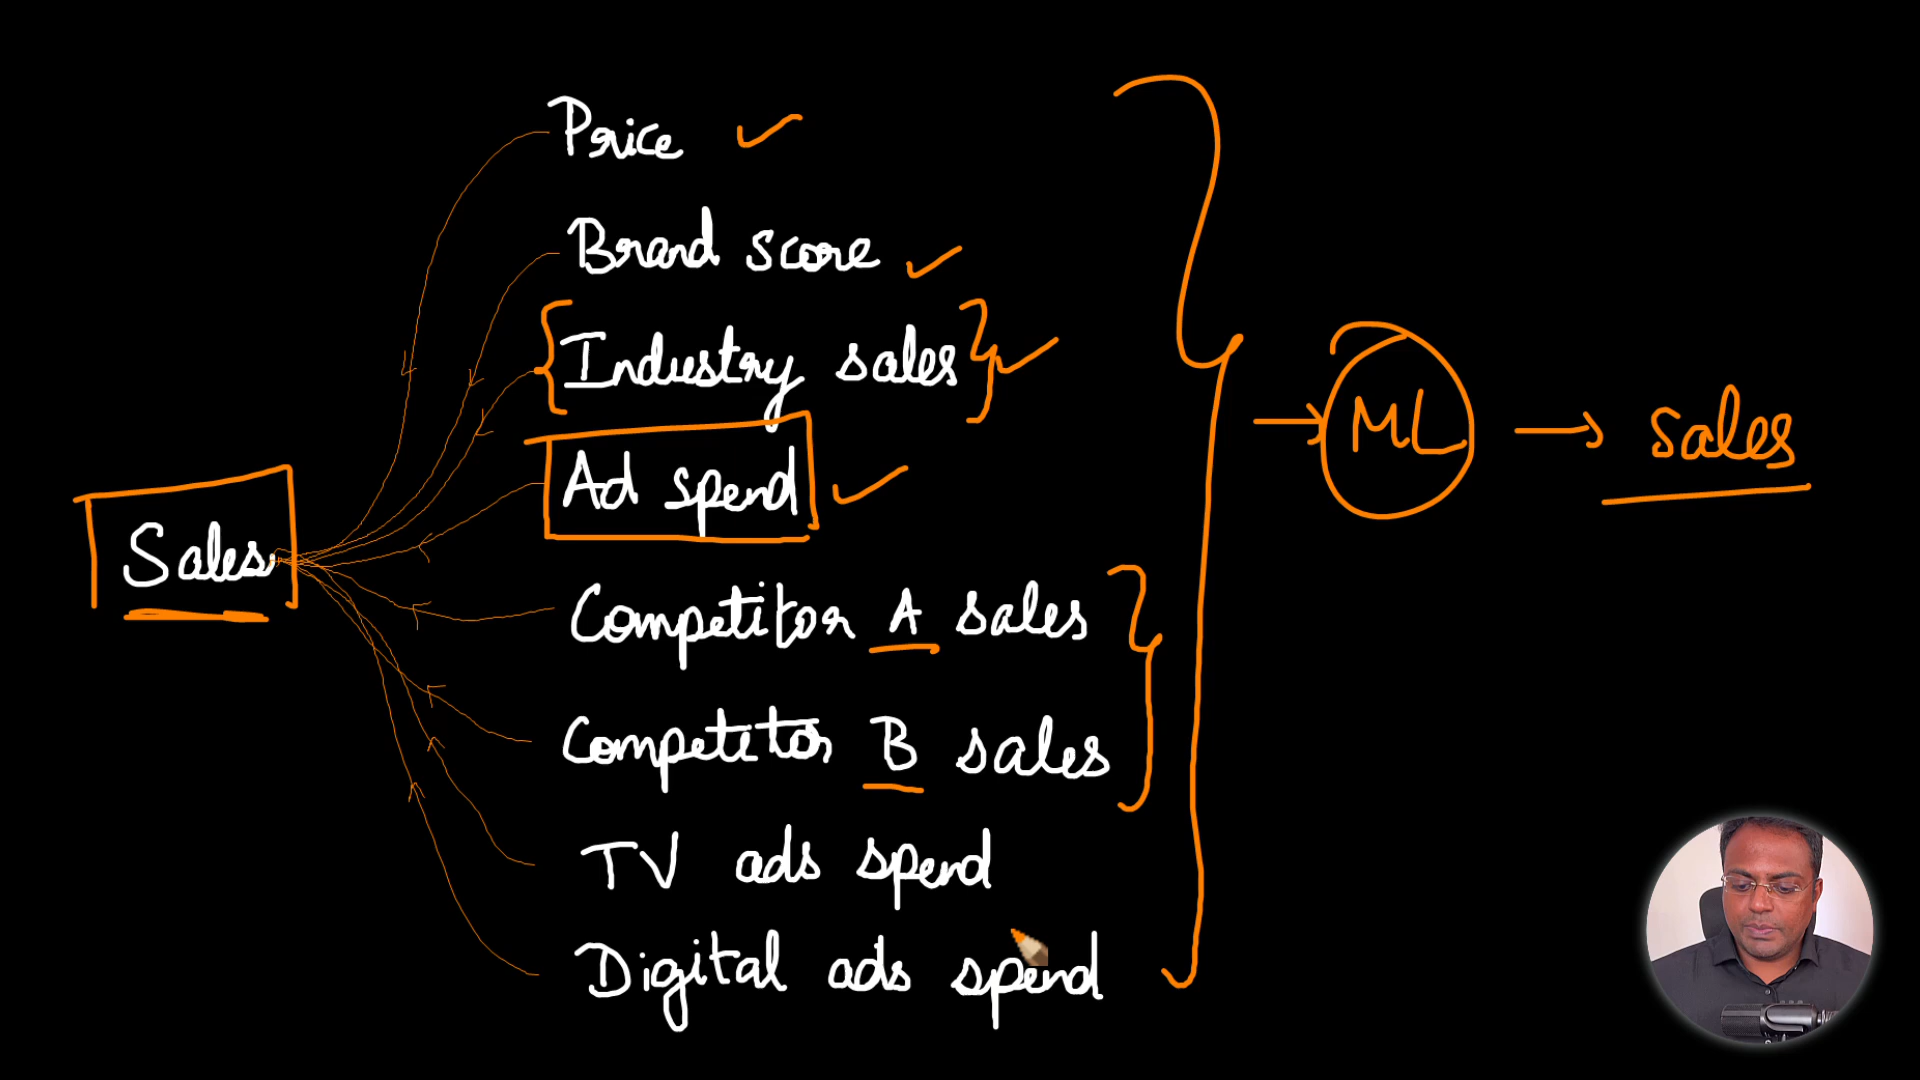 Price
Brand score
Industry sales
Ad spend
Sales
Competitor A sales
Competitor B sales
TV ads spend
Digital ads spend
ML
sales